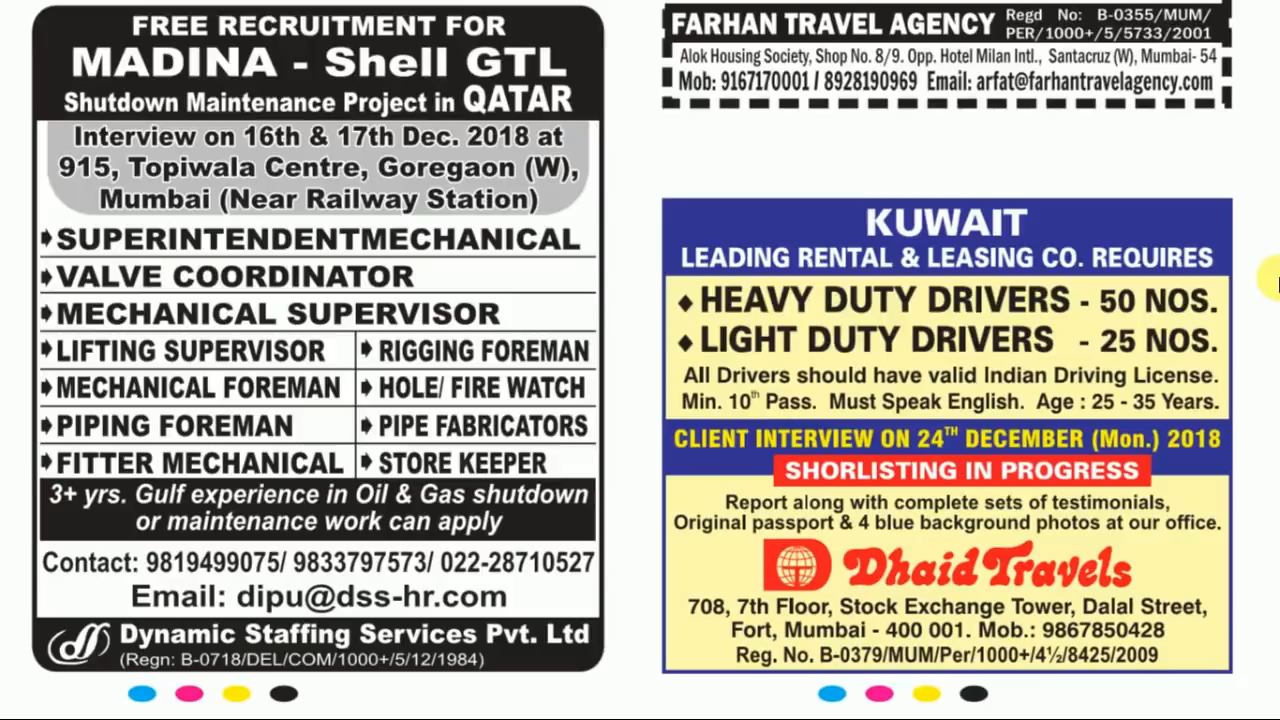 FREE RECRUITMENT FOR
MADINA - Shell GTL
Shutdown Maintenance Project in QATAR
Interview on 16th & 17th Dec. 2018 at
915, Topiwala Centre, Goregaon (W),
Mumbai (Near Railway Station)
SUPERINTENDENTMECHANICAL
VALVE COORDINATOR
MECHANICAL SUPERVISOR
LIFTING SUPERVISOR
RIGGING FOREMAN
MECHANICAL FOREMAN
HOLE/ FIRE WATCH
PIPING FOREMAN
PIPE FABRICATORS
FITTER MECHANICAL
STORE KEEPER
3+ yrs. Gulf experience in Oil & Gas shutdown
or maintenance work can apply
Contact: 9819499075/ 9833797573/ 022-28710527
Email: dipu@dss-hr.com
Dynamic Staffing Services Pvt. Ltd
(Regn: B-0718/DEL/COM/1000+/5/12/1984)
FARHAN TRAVEL AGENCY
Regd No: B-0355/MUM/
PER/1000+/5/5733/2001
Alok Housing Society, Shop No. 8/9. Opp. Hotel Milan Intl., Santacruz (W), Mumbai- 54
Mob: 9167170001 / 8928190969 Email: arfat@farhantravelagency.com
KUWAIT
LEADING RENTAL & LEASING CO. REQUIRES
♦ HEAVY DUTY DRIVERS - 50 NOS.
♦ LIGHT DUTY DRIVERS - 25 NOS.
All Drivers should have valid Indian Driving License.
Min. 10th Pass. Must Speak English. Age : 25 - 35 Years.
CLIENT INTERVIEW ON 24TH DECEMBER (Mon.) 2018
SHORLISTING IN PROGRESS
Report along with complete sets of testimonials,
Original passport & 4 blue background photos at our office.
Dhaid Travels
708, 7th Floor, Stock Exchange Tower, Dalal Street,
Fort, Mumbai - 400 001. Mob.: 9867850428
Reg. No. B-0379/MUM/Per/1000+/4½/8425/2009